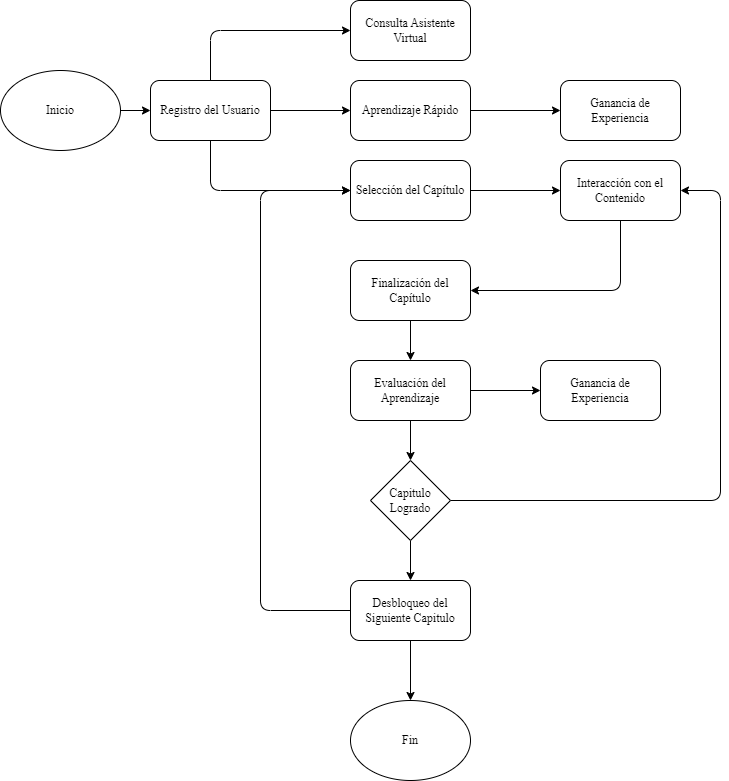 Consulta Asistente
Virtual
Inicio
Registro del Usuario
Aprendizaje Rápido
Ganancia de
Experiencia
Selección del Capítulo
Interacción con el
Contenido
Finalización del
Capítulo
Evaluación del
Aprendizaje
Ganancia de
Experiencia
Capitulo
Logrado
Desbloqueo del
Siguiente Capitulo
Fin